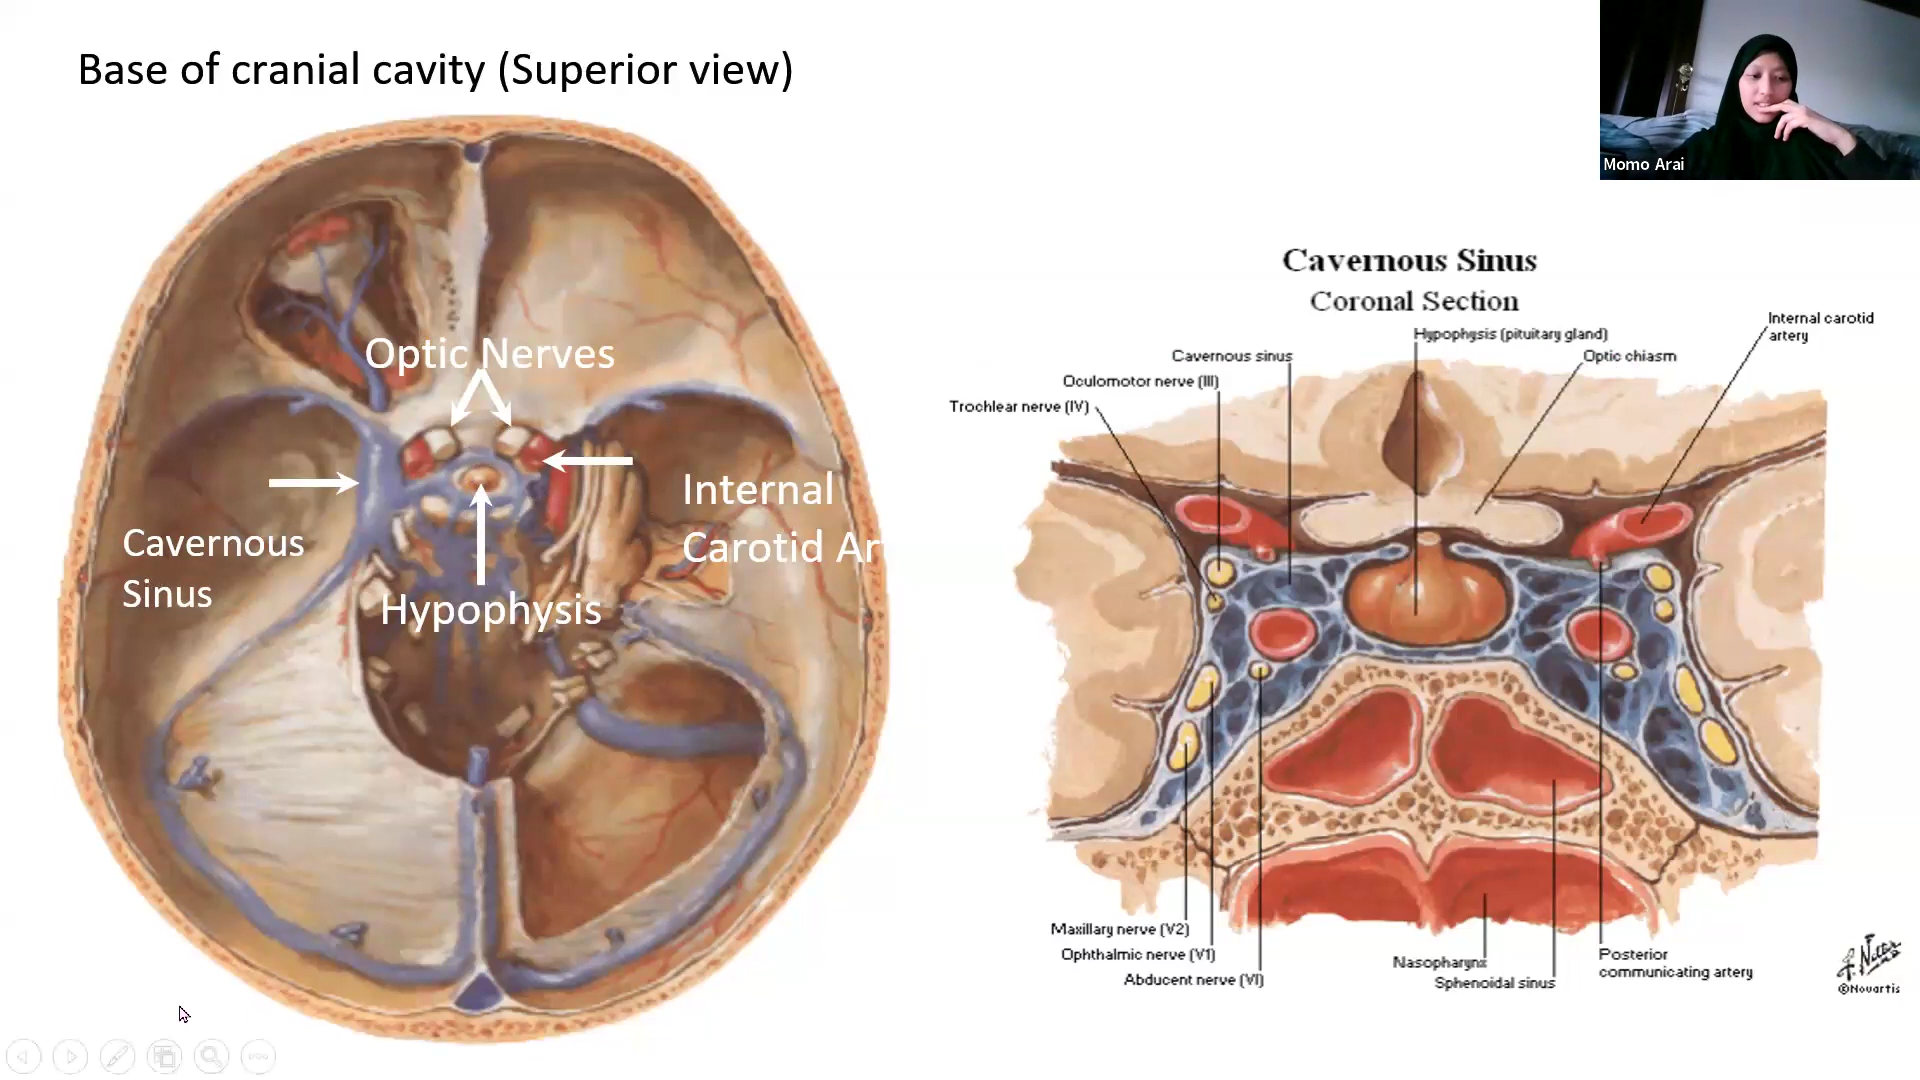 Base of cranial cavity (Superior view)
Momo Arai
Optic Nerves
Cavernous
Sinus
Internal
Carotid Ar
Hypophysis
Cavernous Sinus
Coronal Section
Hypophysis (pituitary gland)
Internal carotid
artery
Cavernous sinus
Optic chiasm
Oculomotor nerve (III)
Trochlear nerve (IV)
Maxillary nerve (V2)
Ophthalmic nerve (V1)
Abducent nerve (VI)
Nasopharynx
Sphenoidal sinus
Posterior
communicating artery
©Novartis